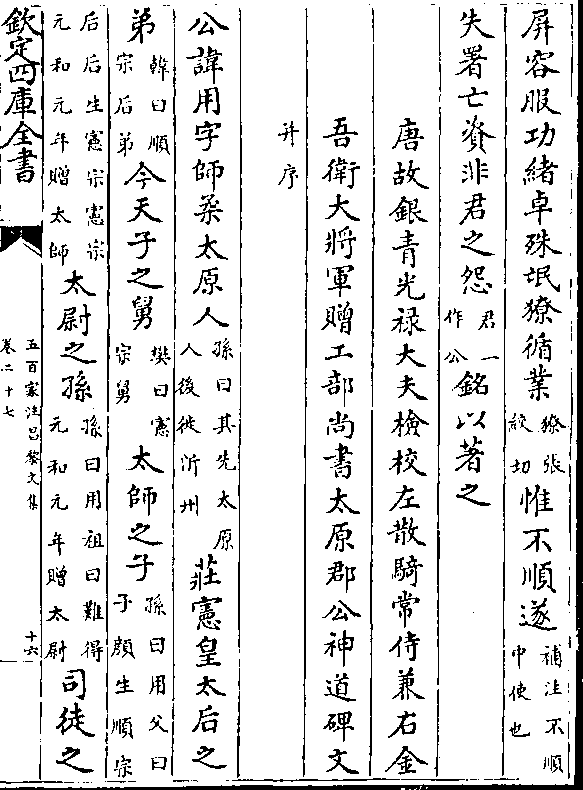 屏容服功緒卓殊氓獠循業獠張絞切惟不順遂補注不順中使也
失署亡資非君之怨君一作公銘以著之
唐故銀青光禄大夫檢校左散騎常侍兼右金
吾衛大將軍贈工部尚書太原郡公神道碑文
并序
公諱用字師柔太原人孫曰其先太原人後徙沂州莊憲皇太后之
弟韓曰順宗后弟今天子之舅樊曰憲宗舅太師之子孫曰用父曰子顔生順宗
后后生憲宗憲宗元和元年贈太師太尉之孫孫曰用祖曰難得元和元年贈太尉司徒之
欽定四庫全書
五百家注昌黎文集
卷二十七
十六